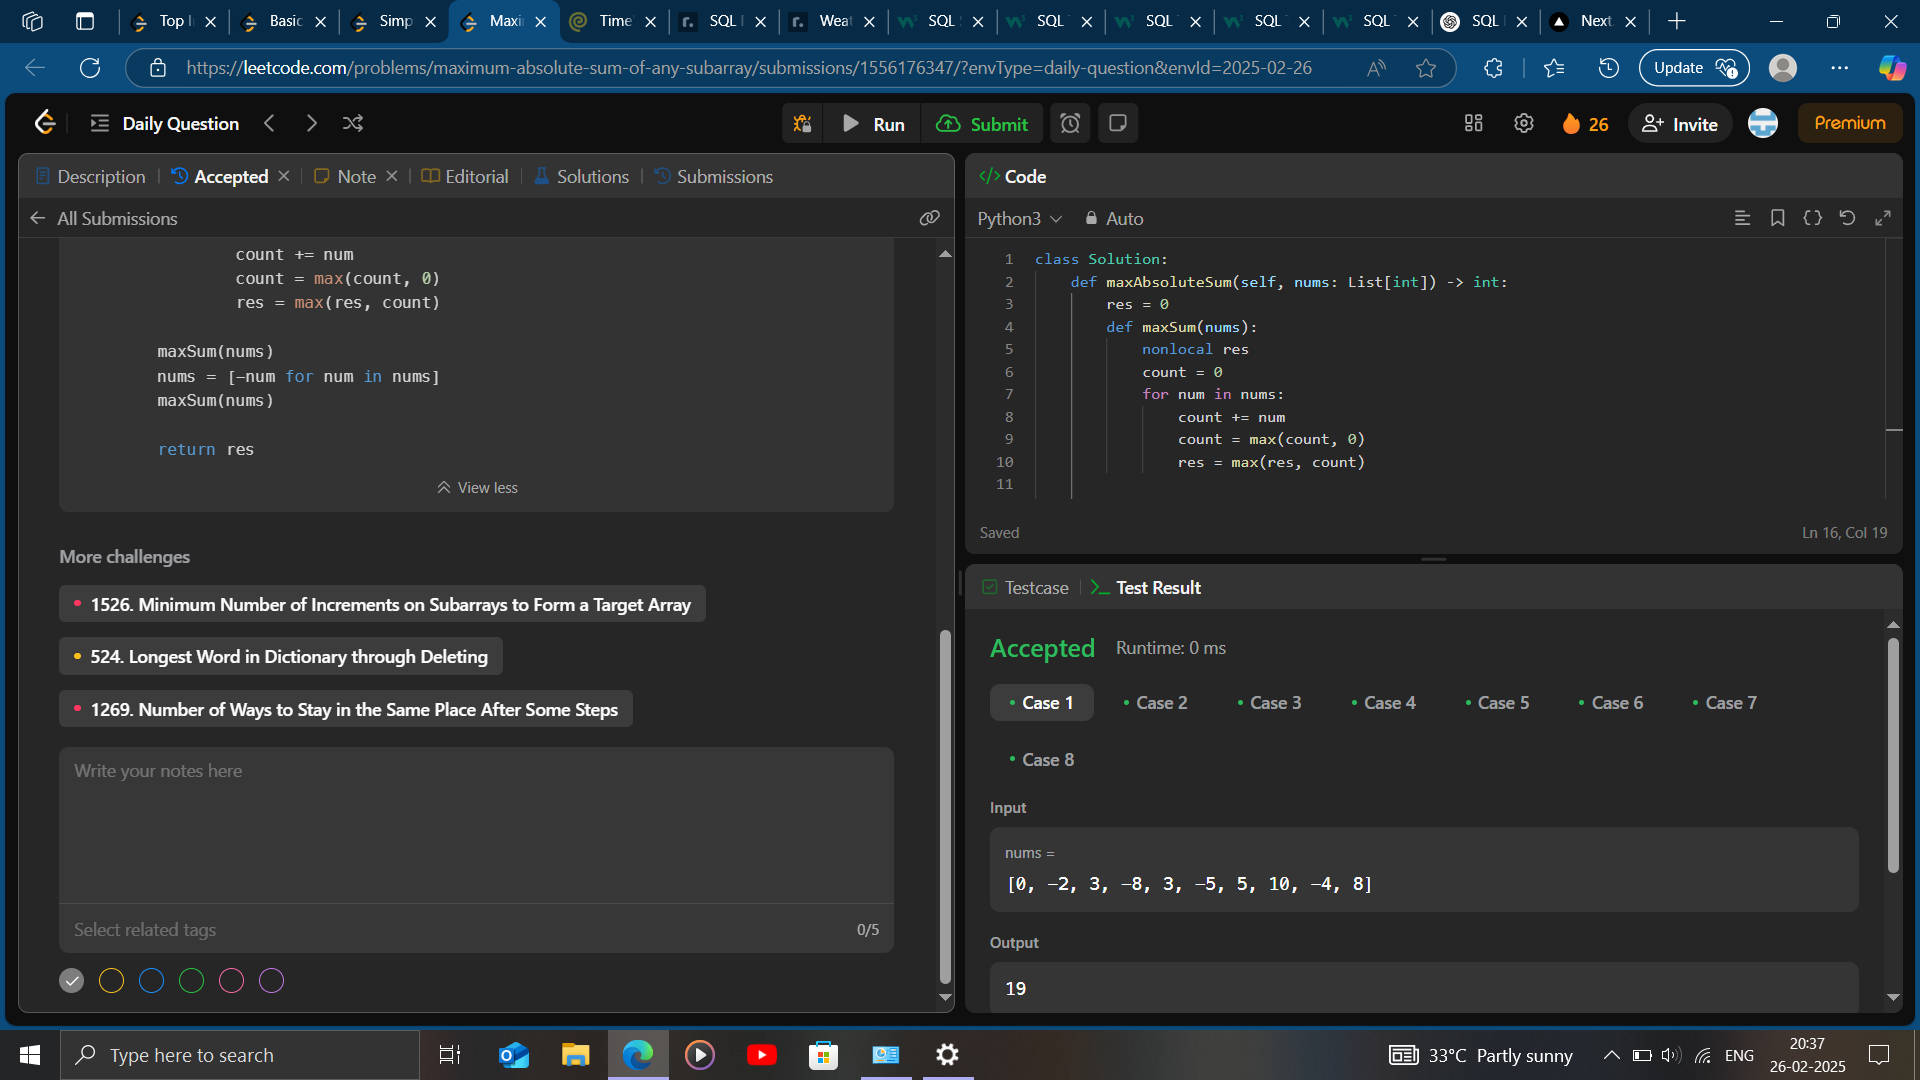 Top I
Basic
Simp
Maxi
Time
SQL
Weat
SQL
SQL
SQL
SQL
SQL
SQL
Next.
https://leetcode.com/problems/maximum-absolute-sum-of-any-subarray/submissions/1556176347/?envType=daily-question&envId=2025-02-26
Update
Daily Question
Run
Submit
26
Invite
Premium
Description
Accepted
Note
Editorial
Solutions
Submissions
All Submissions
count += num
count = max(count, 0)
res = max(res, count)
maxSum(nums)
nums = [-num for num in nums]
maxSum(nums)
return res
View less
More challenges
1526. Minimum Number of Increments on Subarrays to Form a Target Array
524. Longest Word in Dictionary through Deleting
1269. Number of Ways to Stay in the Same Place After Some Steps
Write your notes here
Select related tags
0/5
</> Code
Python3
Auto
1 class Solution:
2 def maxAbsoluteSum(self, nums: List[int]) -> int:
3 res = 0
4 def maxSum(nums):
5 nonlocal res
6 count = 0
7 for num in nums:
8 count += num
9 count = max(count, 0)
10 res = max(res, count)
11
Saved
Ln 16, Col 19
Testcase
Test Result
Accepted Runtime: 0 ms
Case 1
Case 2
Case 3
Case 4
Case 5
Case 6
Case 7
Case 8
Input
nums =
[0, -2, 3, -8, 3, -5, 5, 10, -4, 8]
Output
19
Type here to search
33°C Partly sunny
ENG
20:37
26-02-2025